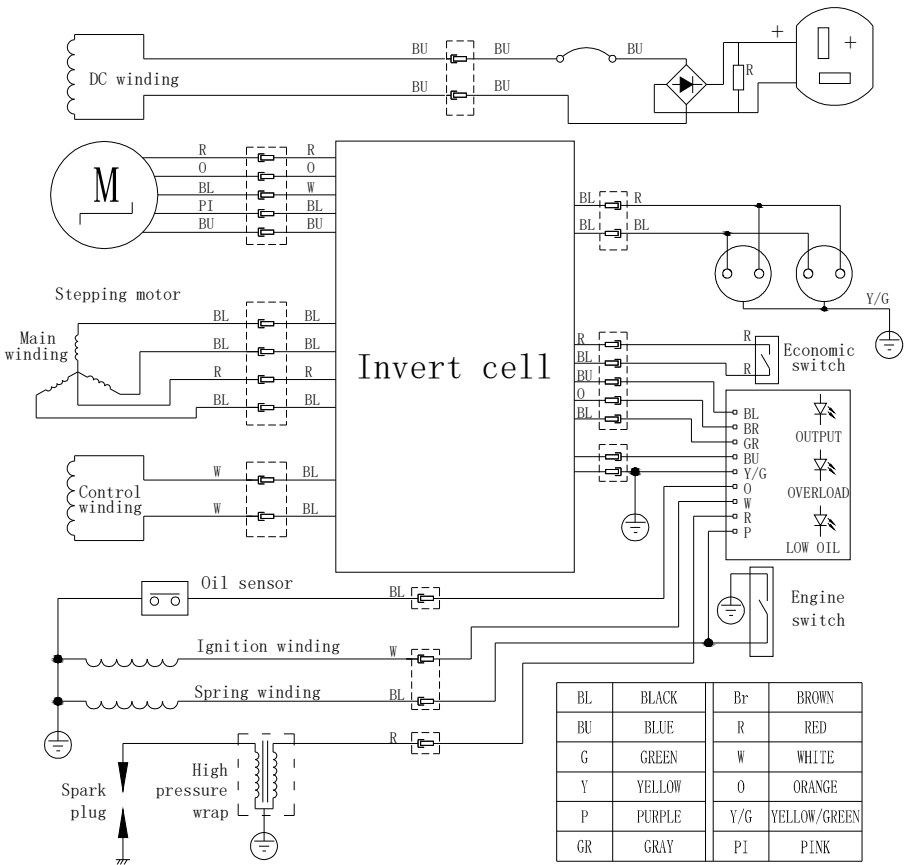 BU BU BU
+
+
DC winding
R
BU BU
R R
O O
BL W
PI BL
BU BU
M
BL R
BL BL
Y/G
Stepping motor
BL BL
Main
winding
BL BL
R R
BL BL
Invert cell
R R
BL R
BU
O
BL
Economic
switch
BL
BR
GR
BU
Y/G
O
W
R
P
OUTPUT
OVERLOAD
LOW OIL
W BL
Control
winding
W BL
Oil sensor
BL
Engine
switch
Ignition winding
W
Spring winding
BL
R
High
pressure
wrap
Spark
plug
BL BLACK Br BROWN
BU BLUE R RED
G GREEN W WHITE
Y YELLOW O ORANGE
P PURPLE Y/G YELLOW/GREEN
GR GRAY PI PINK